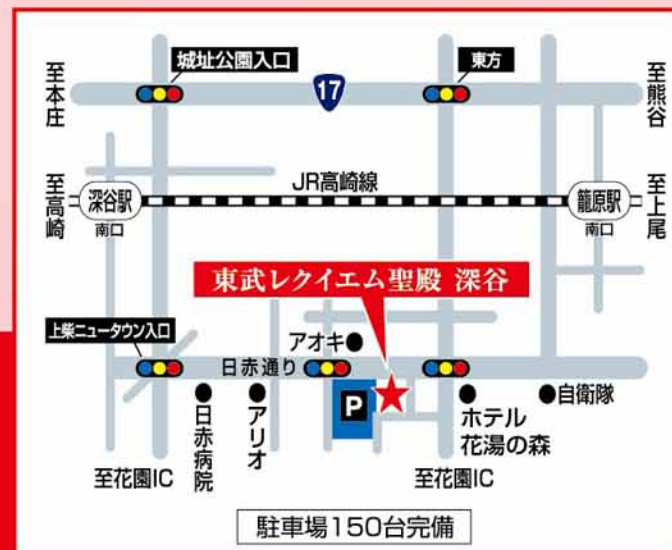 城址公園入口
東方
17
至本庄
至熊谷
JR高崎線
至高崎
深谷駅
南口
籠原駅
南口
至上尾
東武レクイエム聖殿 深谷
上柴ニュータウン入口
アオキ
日赤通り
P
日赤病院
アリオ
ホテル
花湯の森
自衛隊
至花園IC
至花園IC
駐車場150台完備